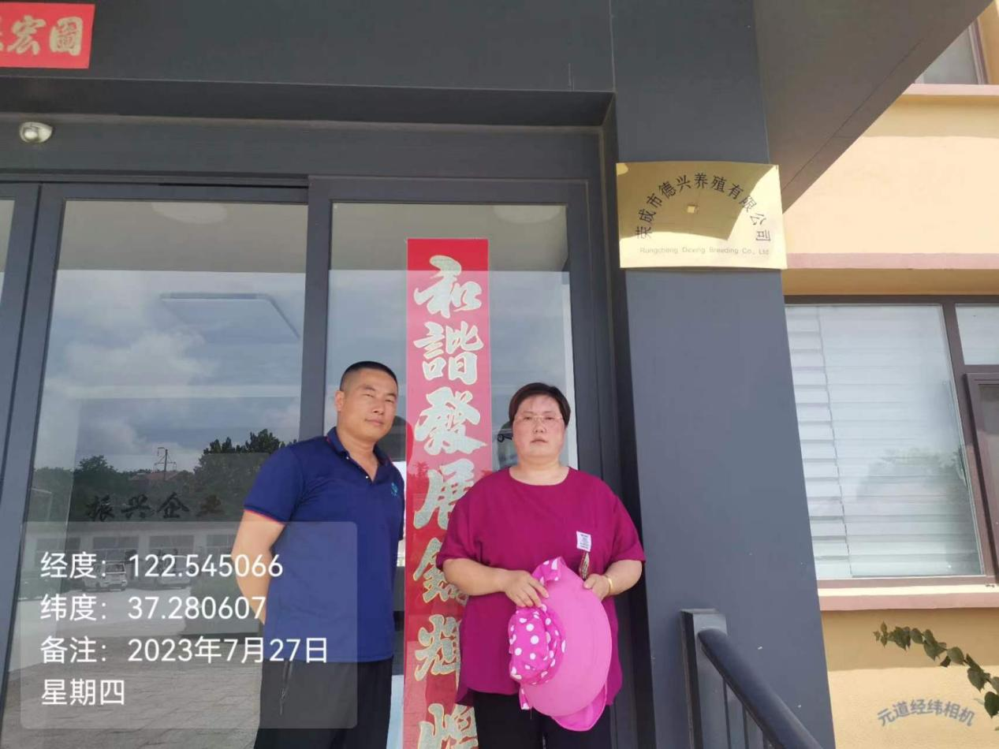 宏圖
荣成市德兴养殖有限公司
Rongcheng Dexing Breeding Co., Ltd
和諧發展鑄輝煌
振兴企业
经度：122.545066
纬度：37.280607
备注：2023年7月27日
星期四
元道经纬相机